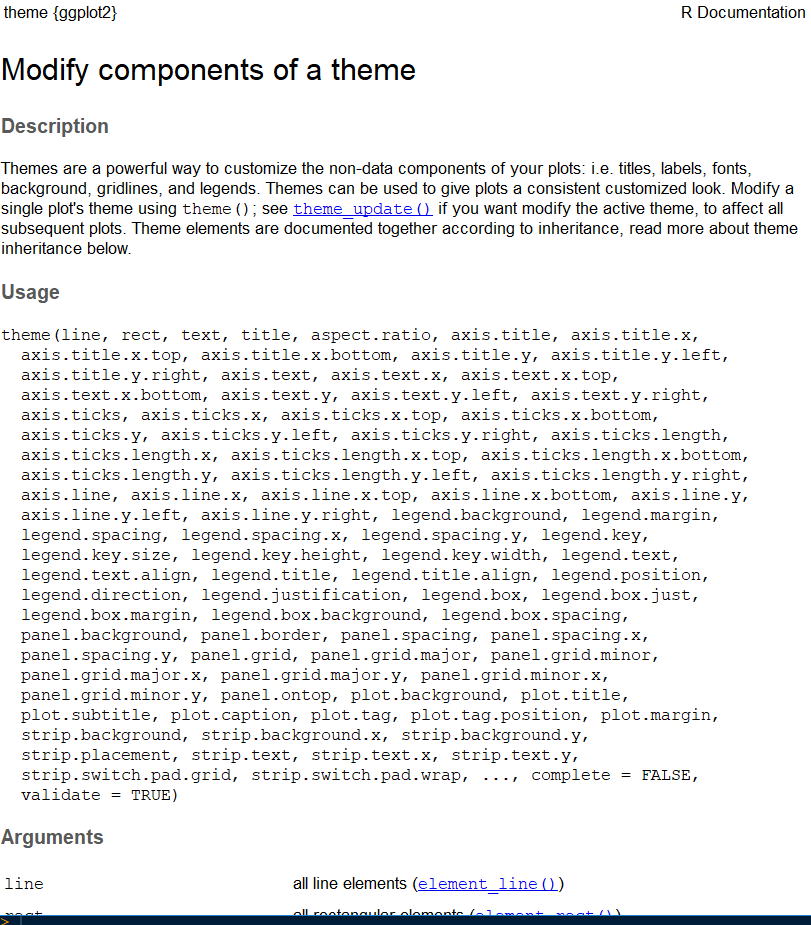 theme {ggplot2} R Documentation
Modify components of a theme
Description
Themes are a powerful way to customize the non-data components of your plots: i.e. titles, labels, fonts,
background, gridlines, and legends. Themes can be used to give plots a consistent customized look. Modify a
single plot's theme using theme(); see theme_update() if you want modify the active theme, to affect all
subsequent plots. Theme elements are documented together according to inheritance, read more about theme
inheritance below.
Usage
theme(line, rect, text, title, aspect.ratio, axis.title, axis.title.x,
axis.title.x.top, axis.title.x.bottom, axis.title.y, axis.title.y.left,
axis.title.y.right, axis.text, axis.text.x, axis.text.x.top,
axis.text.x.bottom, axis.text.y, axis.text.y.left, axis.text.y.right,
axis.ticks, axis.ticks.x, axis.ticks.x.top, axis.ticks.x.bottom,
axis.ticks.y, axis.ticks.y.left, axis.ticks.y.right, axis.ticks.length,
axis.ticks.length.x, axis.ticks.length.x.top, axis.ticks.length.x.bottom,
axis.ticks.length.y, axis.ticks.length.y.left, axis.ticks.length.y.right,
axis.line, axis.line.x, axis.line.x.top, axis.line.x.bottom, axis.line.y,
axis.line.y.left, axis.line.y.right, legend.background, legend.margin,
legend.spacing, legend.spacing.x, legend.spacing.y, legend.key,
legend.key.size, legend.key.height, legend.key.width, legend.text,
legend.text.align, legend.title, legend.title.align, legend.position,
legend.direction, legend.justification, legend.box, legend.box.just,
legend.box.margin, legend.box.background, legend.box.spacing,
panel.background, panel.border, panel.spacing, panel.spacing.x,
panel.spacing.y, panel.grid, panel.grid.major, panel.grid.minor,
panel.grid.major.x, panel.grid.major.y, panel.grid.minor.x,
panel.grid.minor.y, panel.ontop, plot.background, plot.title,
plot.subtitle, plot.caption, plot.tag, plot.tag.position, plot.margin,
strip.background, strip.background.x, strip.background.y,
strip.placement, strip.text, strip.text.x, strip.text.y,
strip.switch.pad.grid, strip.switch.pad.wrap, ..., complete = FALSE,
validate = TRUE)
Arguments
line all line elements (element_line())
rect all rectangular elements (element_rect())
>